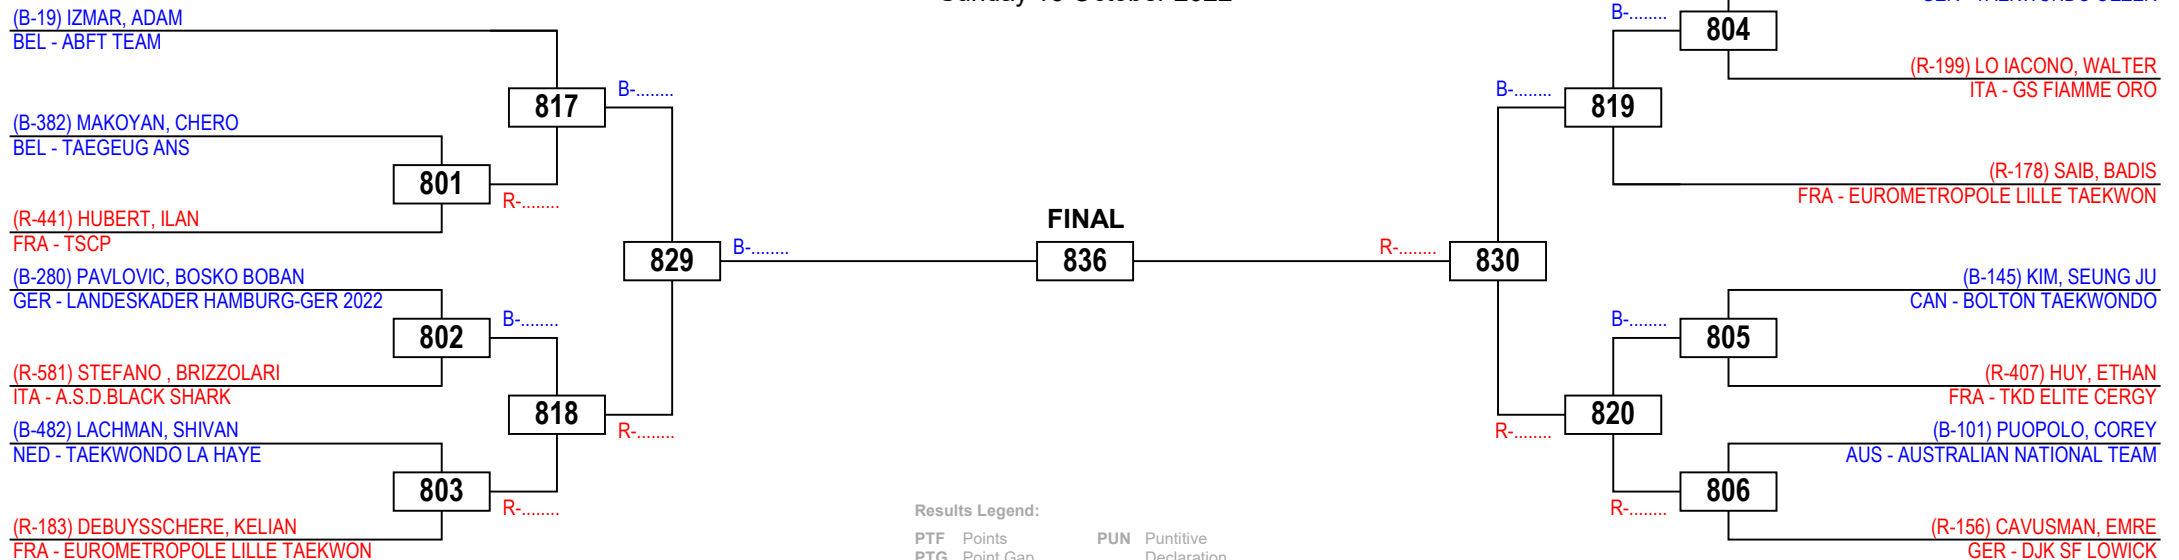 (B-19) IZMAR, ADAM
BEL - ABFT TEAM
817
B-........
(B-382) MAKOYAN, CHERO
BEL - TAEGEUG ANS
801
R-........
(R-441) HUBERT, ILAN
FRA - TSCP
829
B-........
(B-280) PAVLOVIC, BOSKO BOBAN
GER - LANDESKADER HAMBURG-GER 2022
802
B-........
(R-581) STEFANO , BRIZZOLARI
ITA - A.S.D.BLACK SHARK
818
R-........
(B-482) LACHMAN, SHIVAN
NED - TAEKWONDO LA HAYE
803
R-........
(R-183) DEBUYSSCHERE, KELIAN
FRA - EUROMETROPOLE LILLE TAEKWON
FINAL
836
Results Legend:
PTF Points
PUN Puntitive
PTG Point Gap
Declaration
B-........
804
(R-199) LO IACONO, WALTER
ITA - GS FIAMME ORO
B-........
819
(R-178) SAIB, BADIS
FRA - EUROMETROPOLE LILLE TAEKWON
R-........
830
(B-145) KIM, SEUNG JU
CAN - BOLTON TAEKWONDO
B-........
805
(R-407) HUY, ETHAN
FRA - TKD ELITE CERGY
R-........
820
(B-101) PUOPOLO, COREY
AUS - AUSTRALIAN NATIONAL TEAM
R-........
806
(R-156) CAVUSMAN, EMRE
GER - DJK SF LOWICK